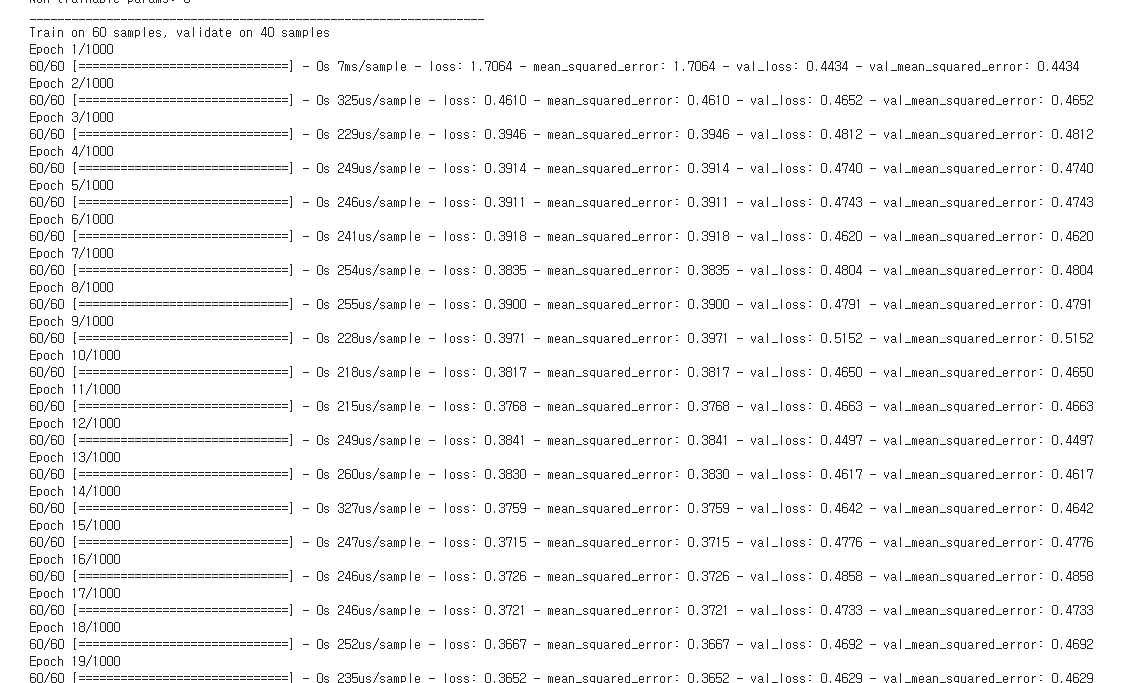 Non-trainable params: 0
_________________________________________________________________
Train on 60 samples, validate on 40 samples
Epoch 1/1000
60/60 [==============================] - 0s 7ms/sample - loss: 1.7064 - mean_squared_error: 1.7064 - val_loss: 0.4434 - val_mean_squared_error: 0.4434
Epoch 2/1000
60/60 [==============================] - 0s 325us/sample - loss: 0.4610 - mean_squared_error: 0.4610 - val_loss: 0.4652 - val_mean_squared_error: 0.4652
Epoch 3/1000
60/60 [==============================] - 0s 229us/sample - loss: 0.3946 - mean_squared_error: 0.3946 - val_loss: 0.4812 - val_mean_squared_error: 0.4812
Epoch 4/1000
60/60 [==============================] - 0s 249us/sample - loss: 0.3914 - mean_squared_error: 0.3914 - val_loss: 0.4740 - val_mean_squared_error: 0.4740
Epoch 5/1000
60/60 [==============================] - 0s 246us/sample - loss: 0.3911 - mean_squared_error: 0.3911 - val_loss: 0.4743 - val_mean_squared_error: 0.4743
Epoch 6/1000
60/60 [==============================] - 0s 241us/sample - loss: 0.3918 - mean_squared_error: 0.3918 - val_loss: 0.4620 - val_mean_squared_error: 0.4620
Epoch 7/1000
60/60 [==============================] - 0s 254us/sample - loss: 0.3835 - mean_squared_error: 0.3835 - val_loss: 0.4804 - val_mean_squared_error: 0.4804
Epoch 8/1000
60/60 [==============================] - 0s 255us/sample - loss: 0.3900 - mean_squared_error: 0.3900 - val_loss: 0.4791 - val_mean_squared_error: 0.4791
Epoch 9/1000
60/60 [==============================] - 0s 228us/sample - loss: 0.3971 - mean_squared_error: 0.3971 - val_loss: 0.5152 - val_mean_squared_error: 0.5152
Epoch 10/1000
60/60 [==============================] - 0s 218us/sample - loss: 0.3817 - mean_squared_error: 0.3817 - val_loss: 0.4650 - val_mean_squared_error: 0.4650
Epoch 11/1000
60/60 [==============================] - 0s 215us/sample - loss: 0.3768 - mean_squared_error: 0.3768 - val_loss: 0.4663 - val_mean_squared_error: 0.4663
Epoch 12/1000
60/60 [==============================] - 0s 249us/sample - loss: 0.3841 - mean_squared_error: 0.3841 - val_loss: 0.4497 - val_mean_squared_error: 0.4497
Epoch 13/1000
60/60 [==============================] - 0s 260us/sample - loss: 0.3830 - mean_squared_error: 0.3830 - val_loss: 0.4617 - val_mean_squared_error: 0.4617
Epoch 14/1000
60/60 [==============================] - 0s 327us/sample - loss: 0.3759 - mean_squared_error: 0.3759 - val_loss: 0.4642 - val_mean_squared_error: 0.4642
Epoch 15/1000
60/60 [==============================] - 0s 247us/sample - loss: 0.3715 - mean_squared_error: 0.3715 - val_loss: 0.4776 - val_mean_squared_error: 0.4776
Epoch 16/1000
60/60 [==============================] - 0s 246us/sample - loss: 0.3726 - mean_squared_error: 0.3726 - val_loss: 0.4858 - val_mean_squared_error: 0.4858
Epoch 17/1000
60/60 [==============================] - 0s 246us/sample - loss: 0.3721 - mean_squared_error: 0.3721 - val_loss: 0.4733 - val_mean_squared_error: 0.4733
Epoch 18/1000
60/60 [==============================] - 0s 252us/sample - loss: 0.3667 - mean_squared_error: 0.3667 - val_loss: 0.4692 - val_mean_squared_error: 0.4692
Epoch 19/1000
60/60 [==============================] - 0s 235us/sample - loss: 0.3652 - mean_squared_error: 0.3652 - val_loss: 0.4629 - val_mean_squared_error: 0.4629